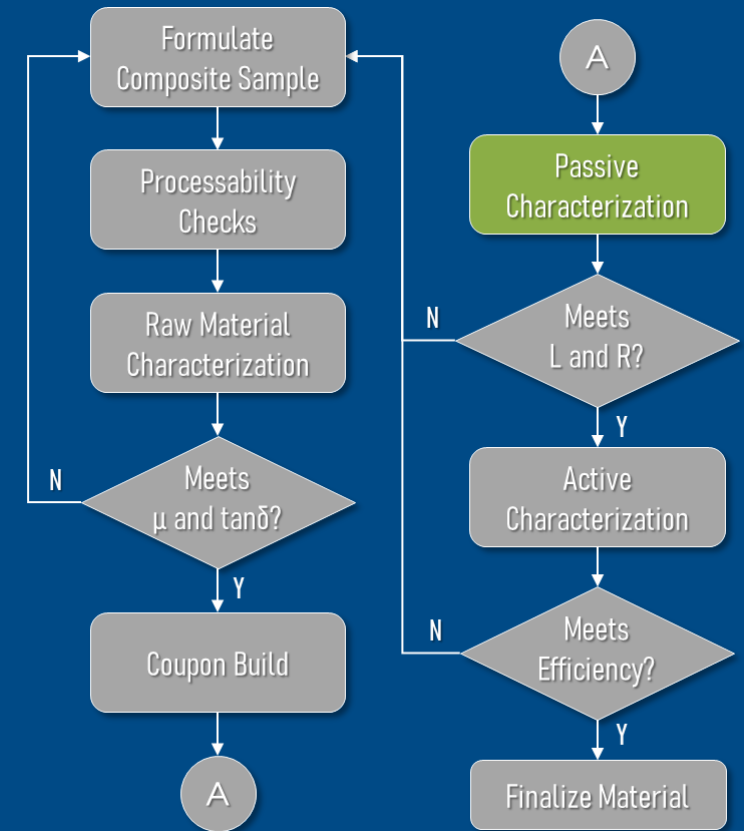 Formulate
Composite Sample
Processability
Checks
Raw Material
Characterization
N
Meets
μ and tanδ?
Y
Coupon Build
A
A
Passive
Characterization
N
Meets
L and R?
Y
Active
Characterization
N
Meets
Efficiency?
Y
Finalize Material